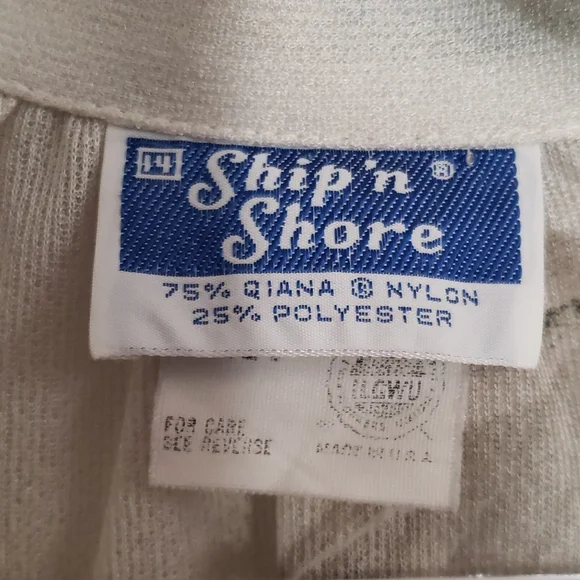 14
Ship 'n ®
Shore
75% QIANA ® NYLON
25% POLYESTER
ILGWU
FOR CARE
SEE REVERSE
MADE IN U.S.A.